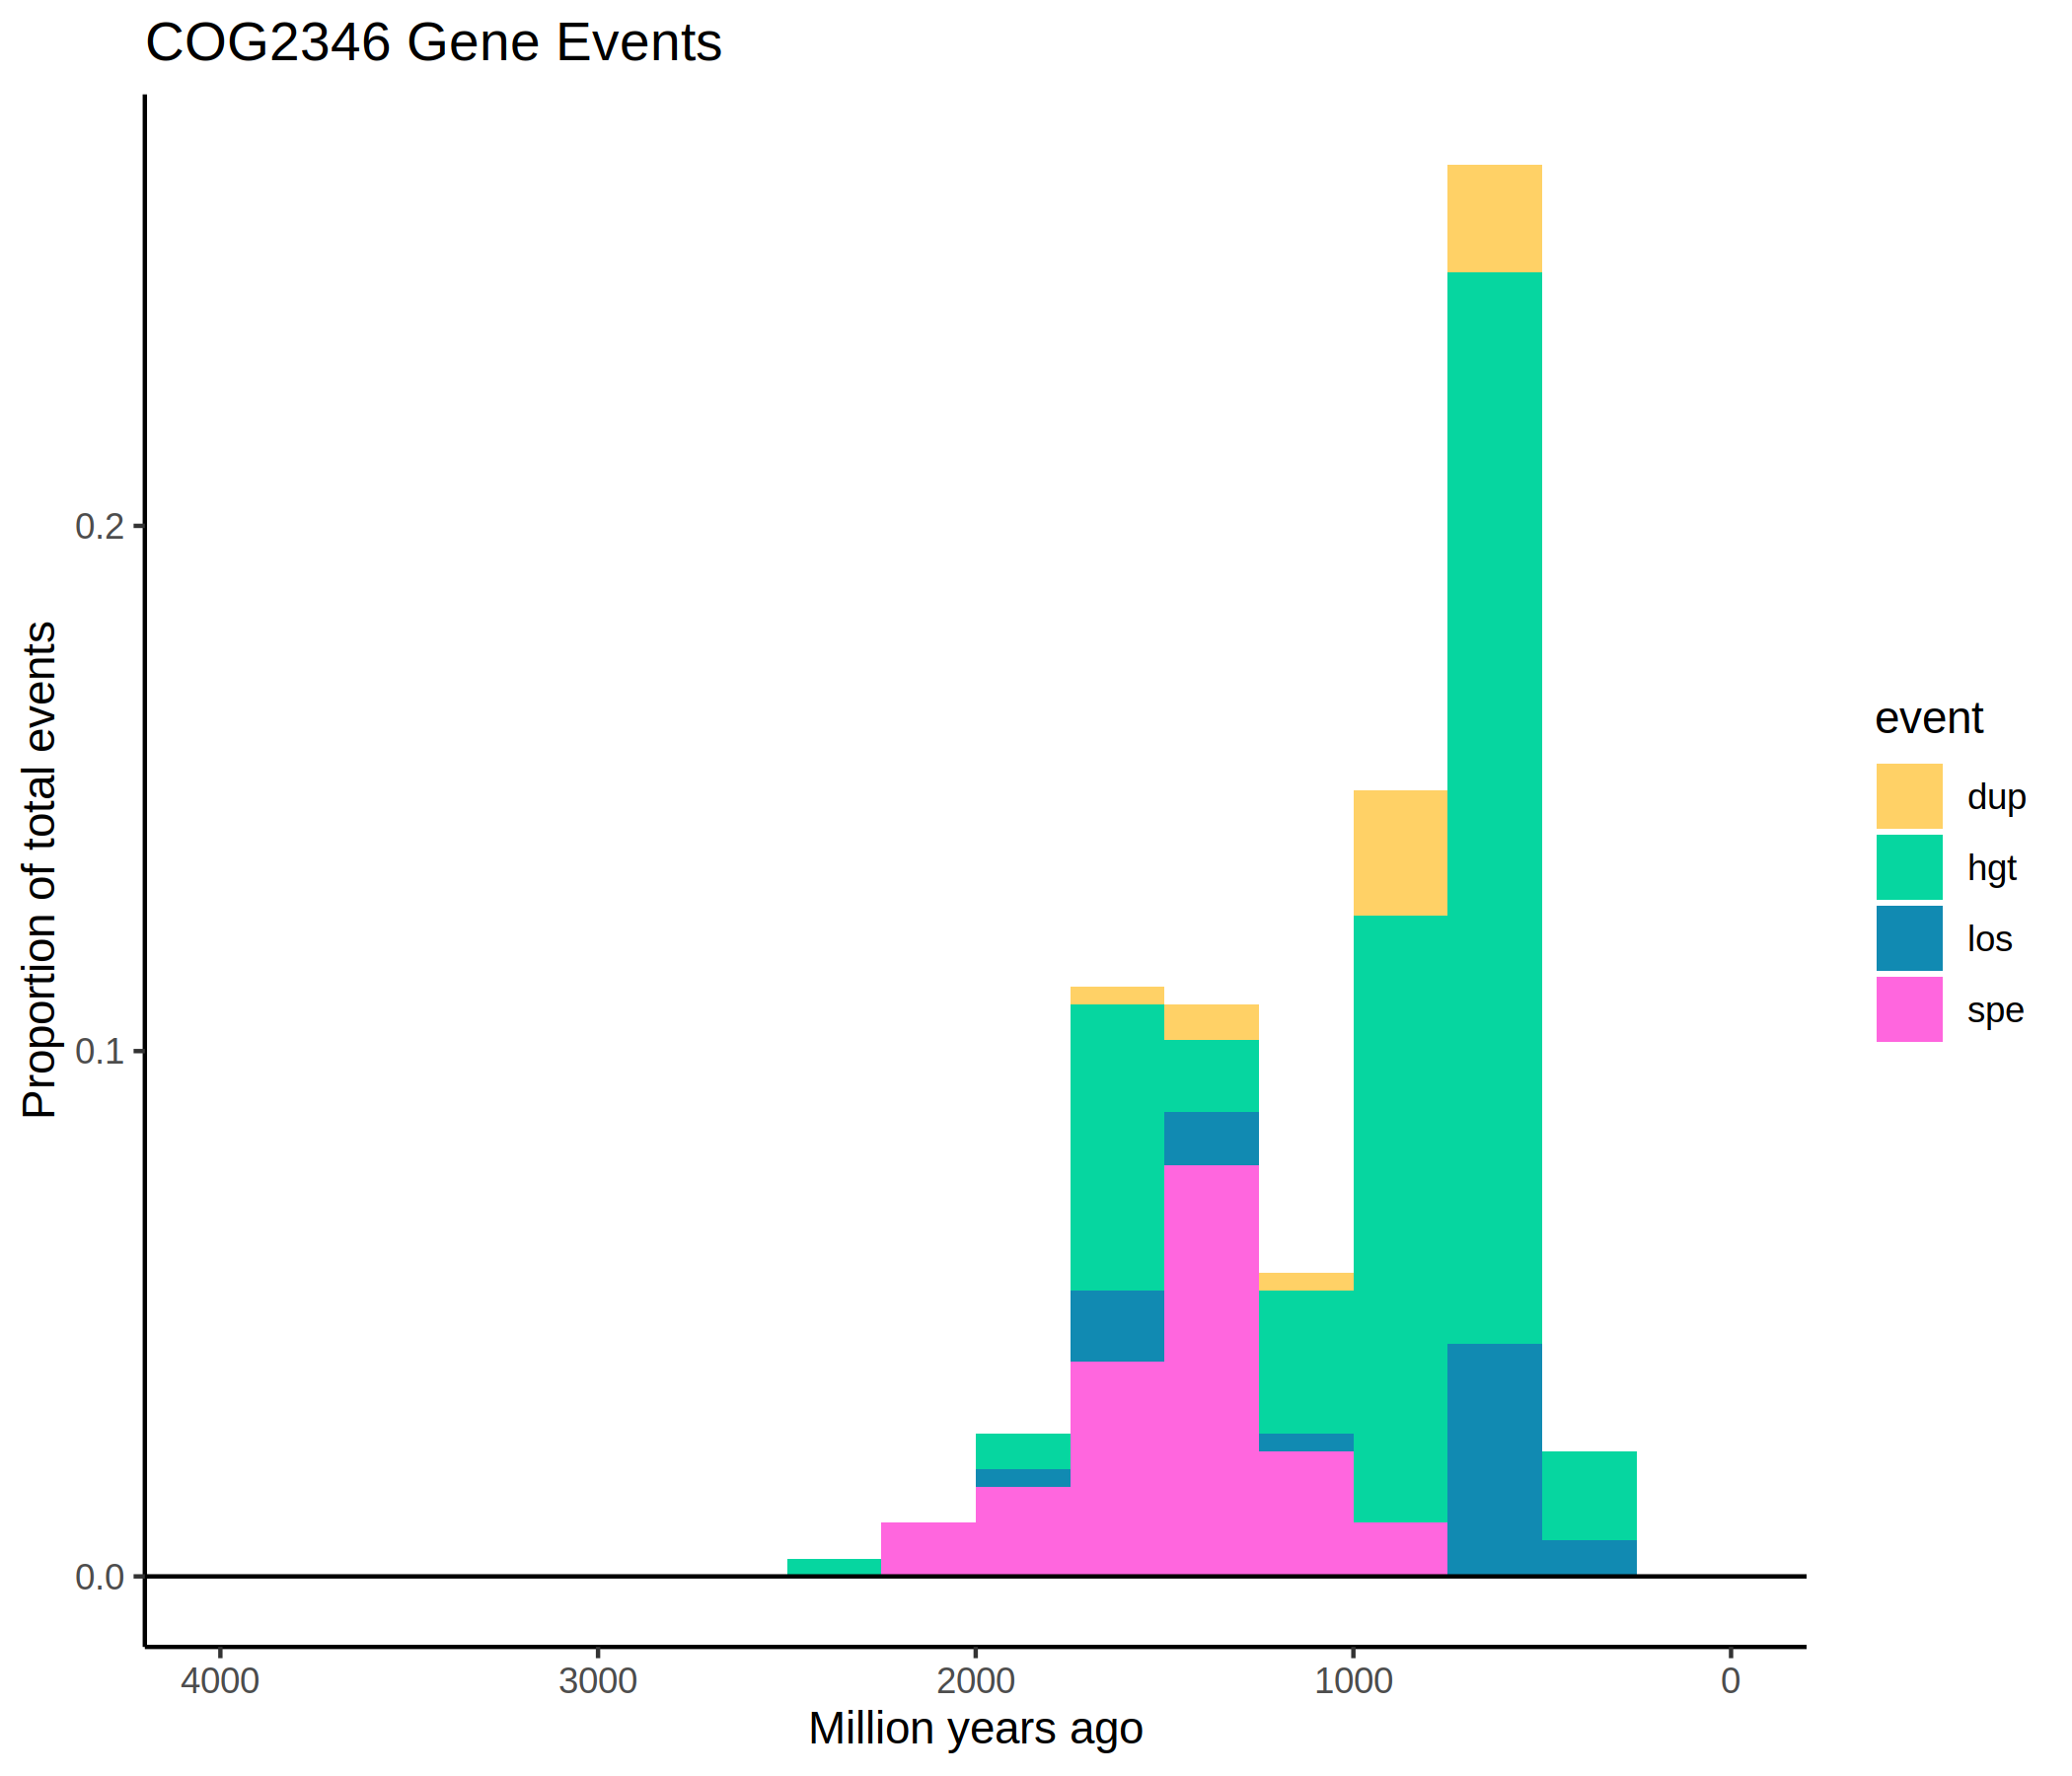 COG2346 Gene Events
Proportion of total events
0.2
0.1
0.0
4000
3000
2000
1000
0
Million years ago
event
dup
hgt
los
spe